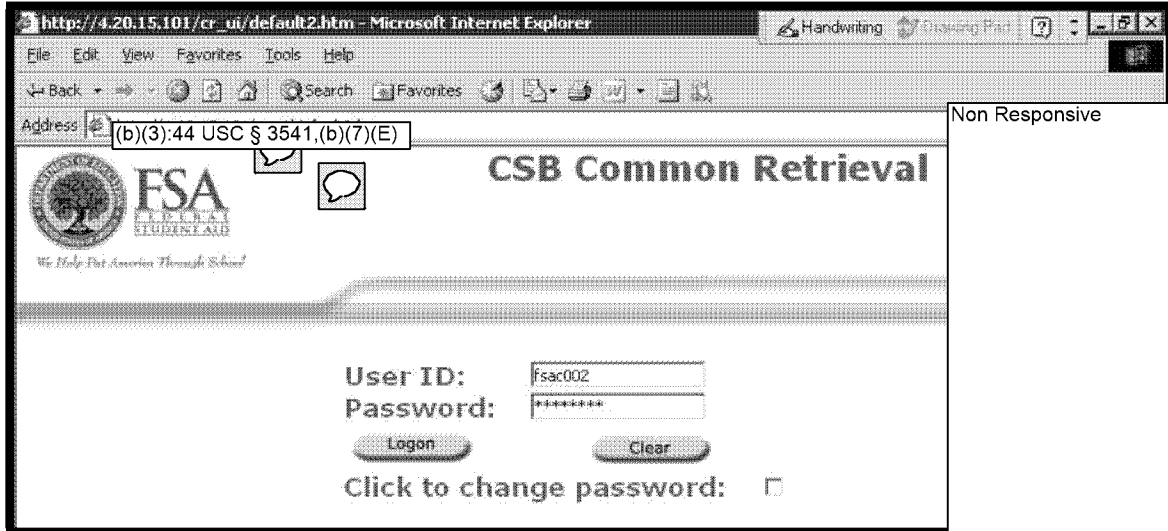 http://4.20.15.101/cr_ui/default2.htm - Microsoft Internet Explorer
Handwriting Drawing Pad
File Edit View Favorites Tools Help
Back Search Favorites
Address (b)(3):44 USC § 3541,(b)(7)(E)
Non Responsive
CSB Common Retrieval
FSA
FEDERAL
STUDENT AID
We Help Put America Through School
User ID: fsac002
Password: ********
Logon Clear
Click to change password: